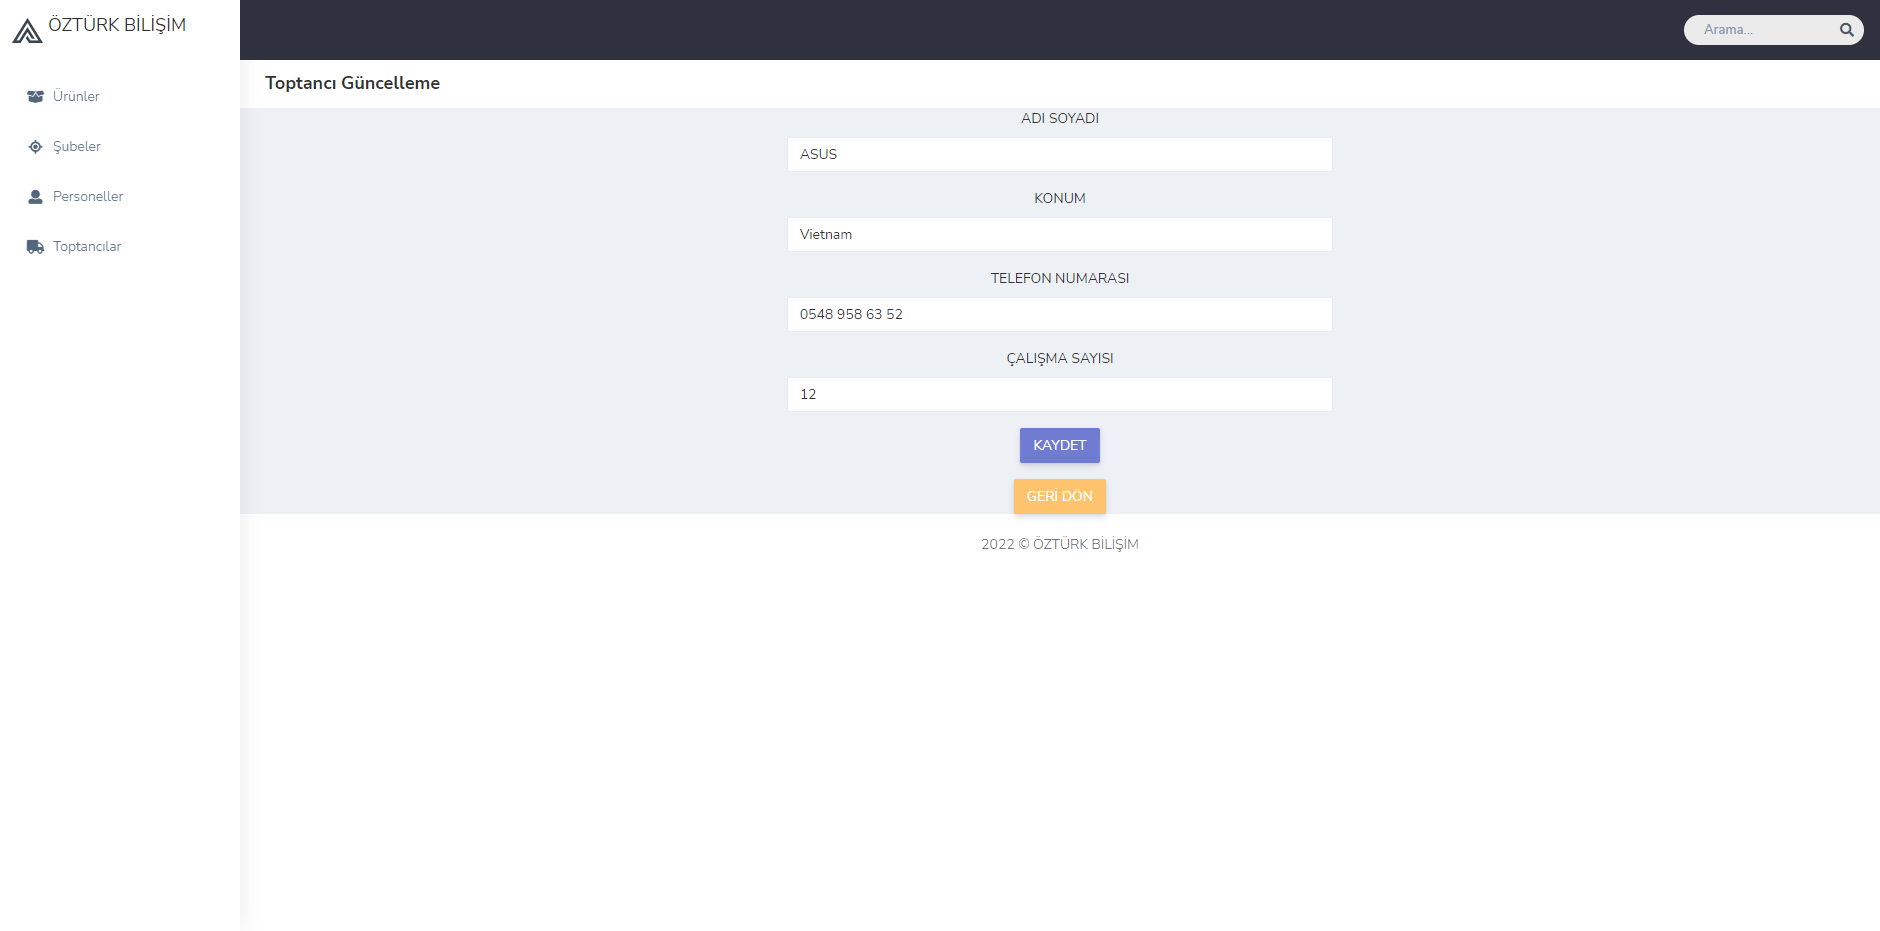 ÖZTÜRK BİLİŞİM
Arama...
Ürünler
Şubeler
Personeller
Toptancılar
Toptancı Güncelleme
ADI SOYADI
ASUS
KONUM
Vietnam
TELEFON NUMARASI
0548 958 63 52
ÇALIŞMA SAYISI
12
KAYDET
GERİ DÖN
2022 © ÖZTÜRK BİLİŞİM